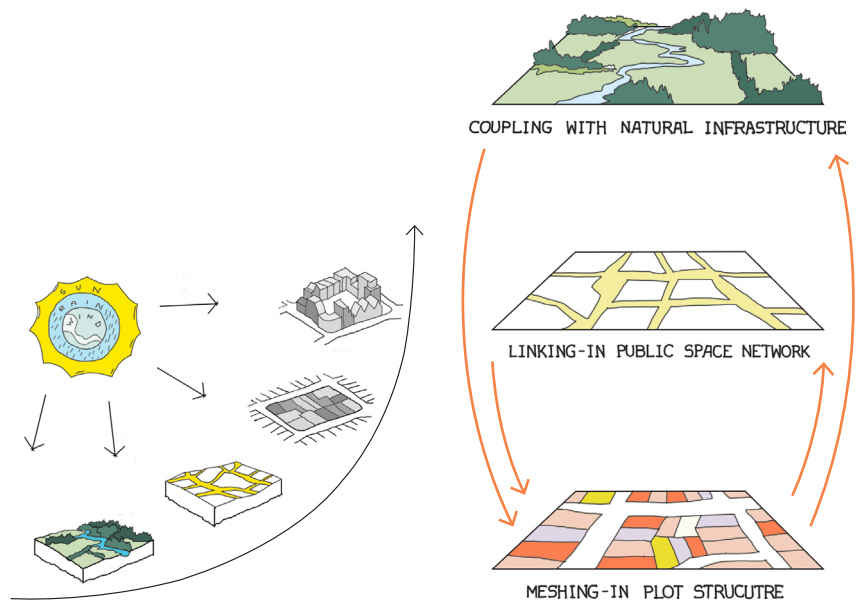 COUPLING WITH NATURAL INFRASTRUCTURE
SUN
RAIN
WIND
LINKING-IN PUBLIC SPACE NETWORK
MESHING-IN PLOT STRUCUTRE